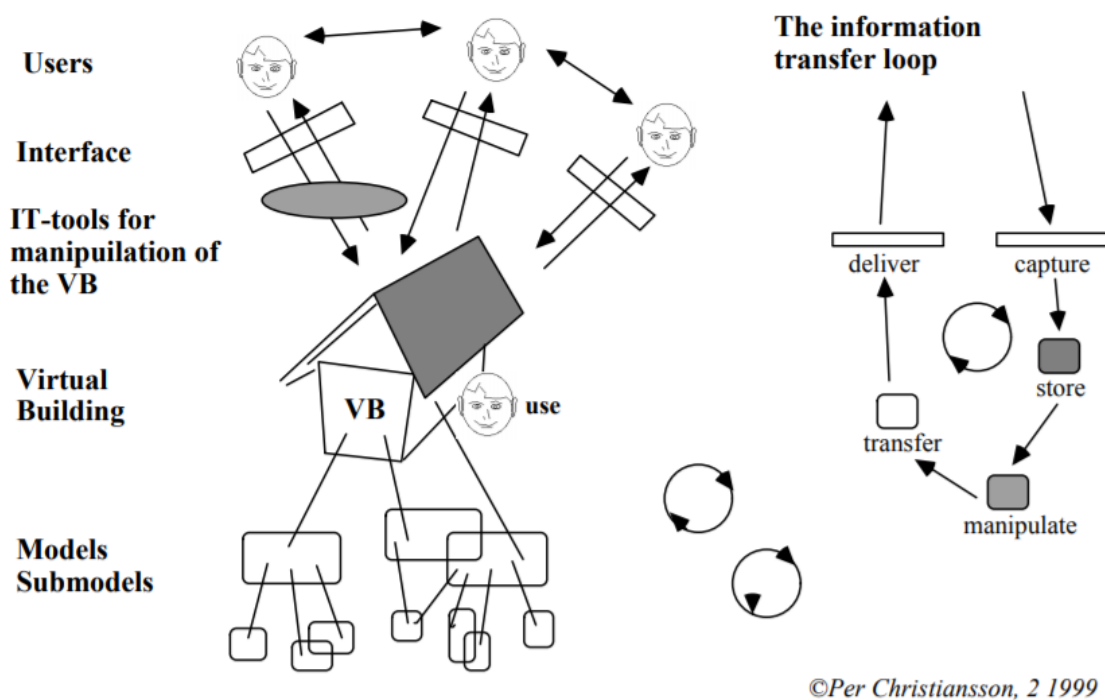 Users
Interface
IT-tools for
manipuilation of
the VB
Virtual
Building
Models
Submodels
VB
use
The information
transfer loop
deliver
capture
store
transfer
manipulate
©Per Christiansson, 2 1999